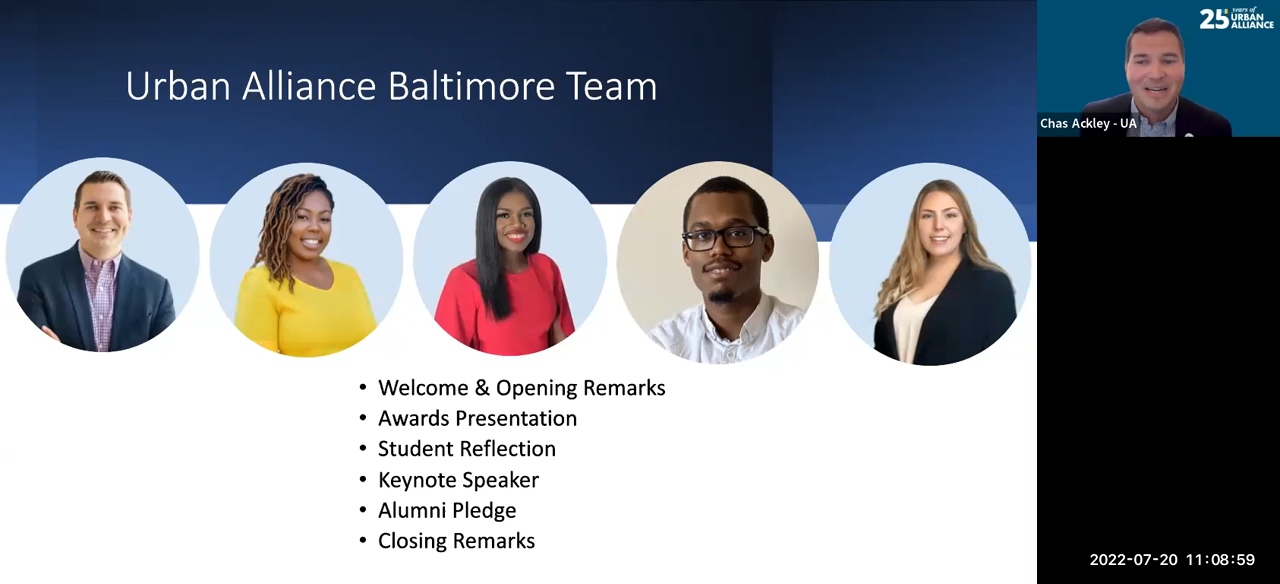 Urban Alliance Baltimore Team
• Welcome & Opening Remarks
• Awards Presentation
• Student Reflection
• Keynote Speaker
• Alumni Pledge
• Closing Remarks
25 years of
URBAN
ALLIANCE
Chas Ackley - UA
2022-07-20 11:08:59